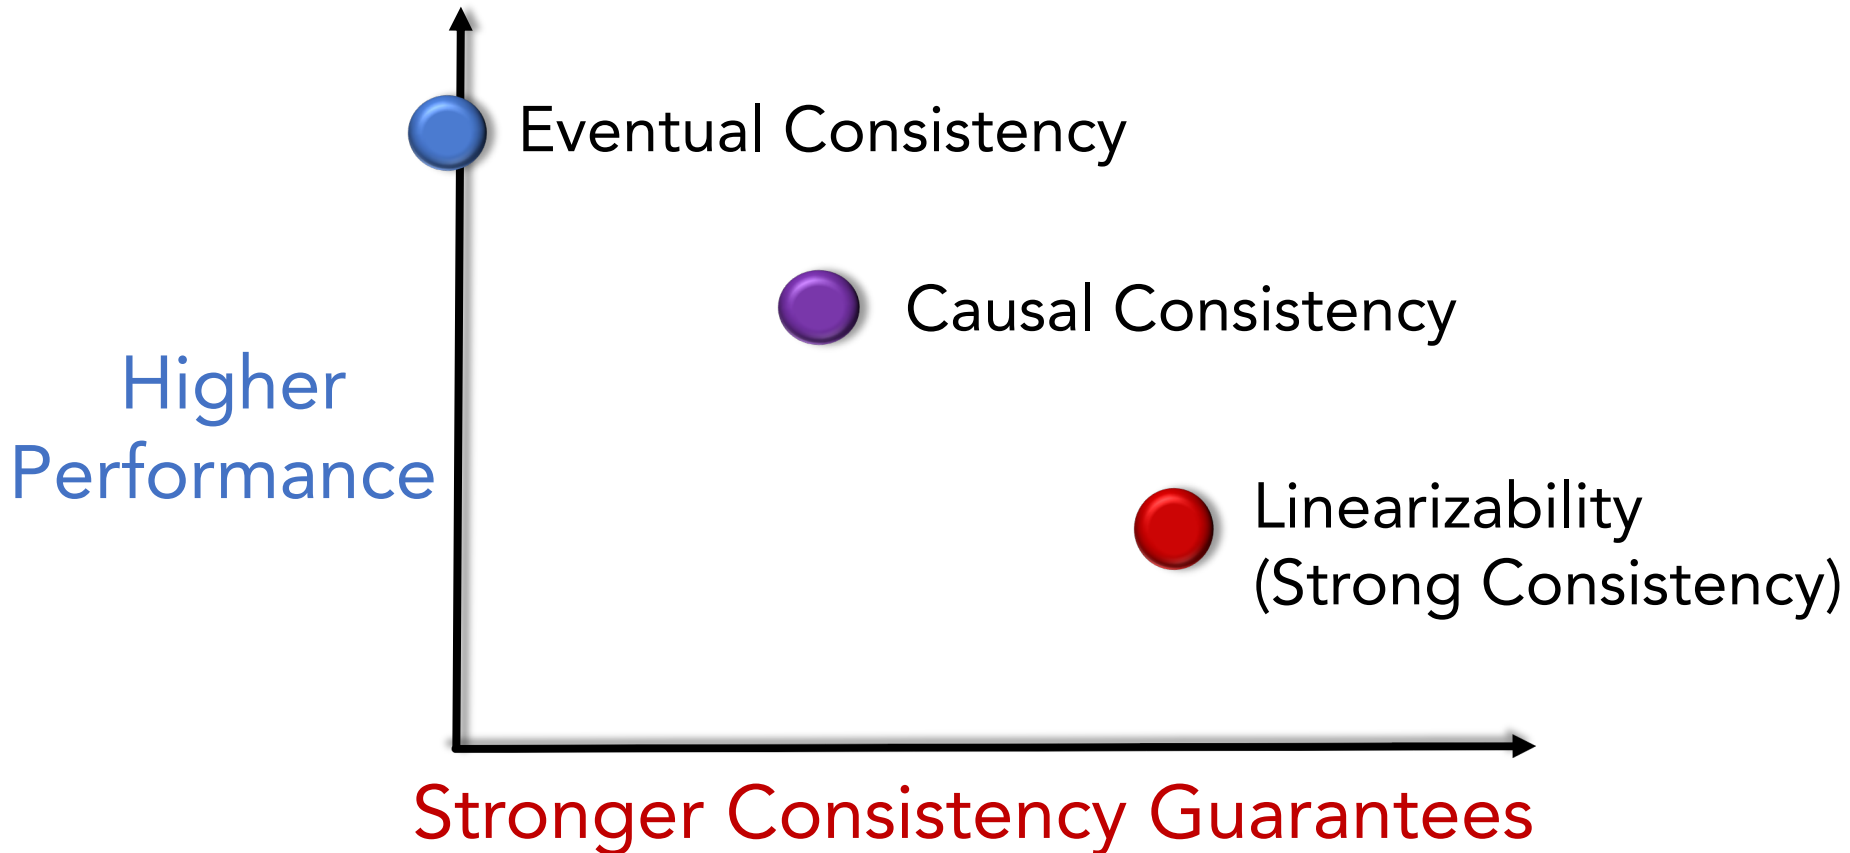 Eventual Consistency
Causal Consistency
Higher
Performance
Linearizability
(Strong Consistency)
Stronger Consistency Guarantees